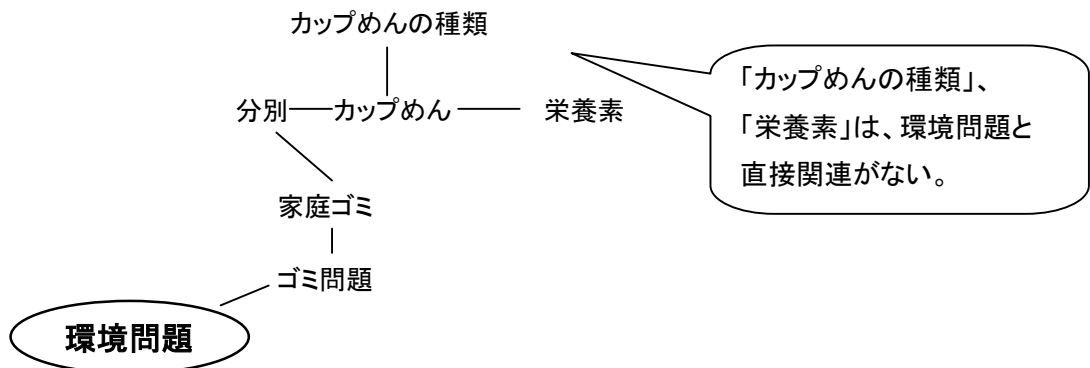 カップめんの種類
分別
カップめん
栄養素
家庭ゴミ
ゴミ問題
環境問題
「カップめんの種類」、
「栄養素」は、環境問題と
直接関連がない。